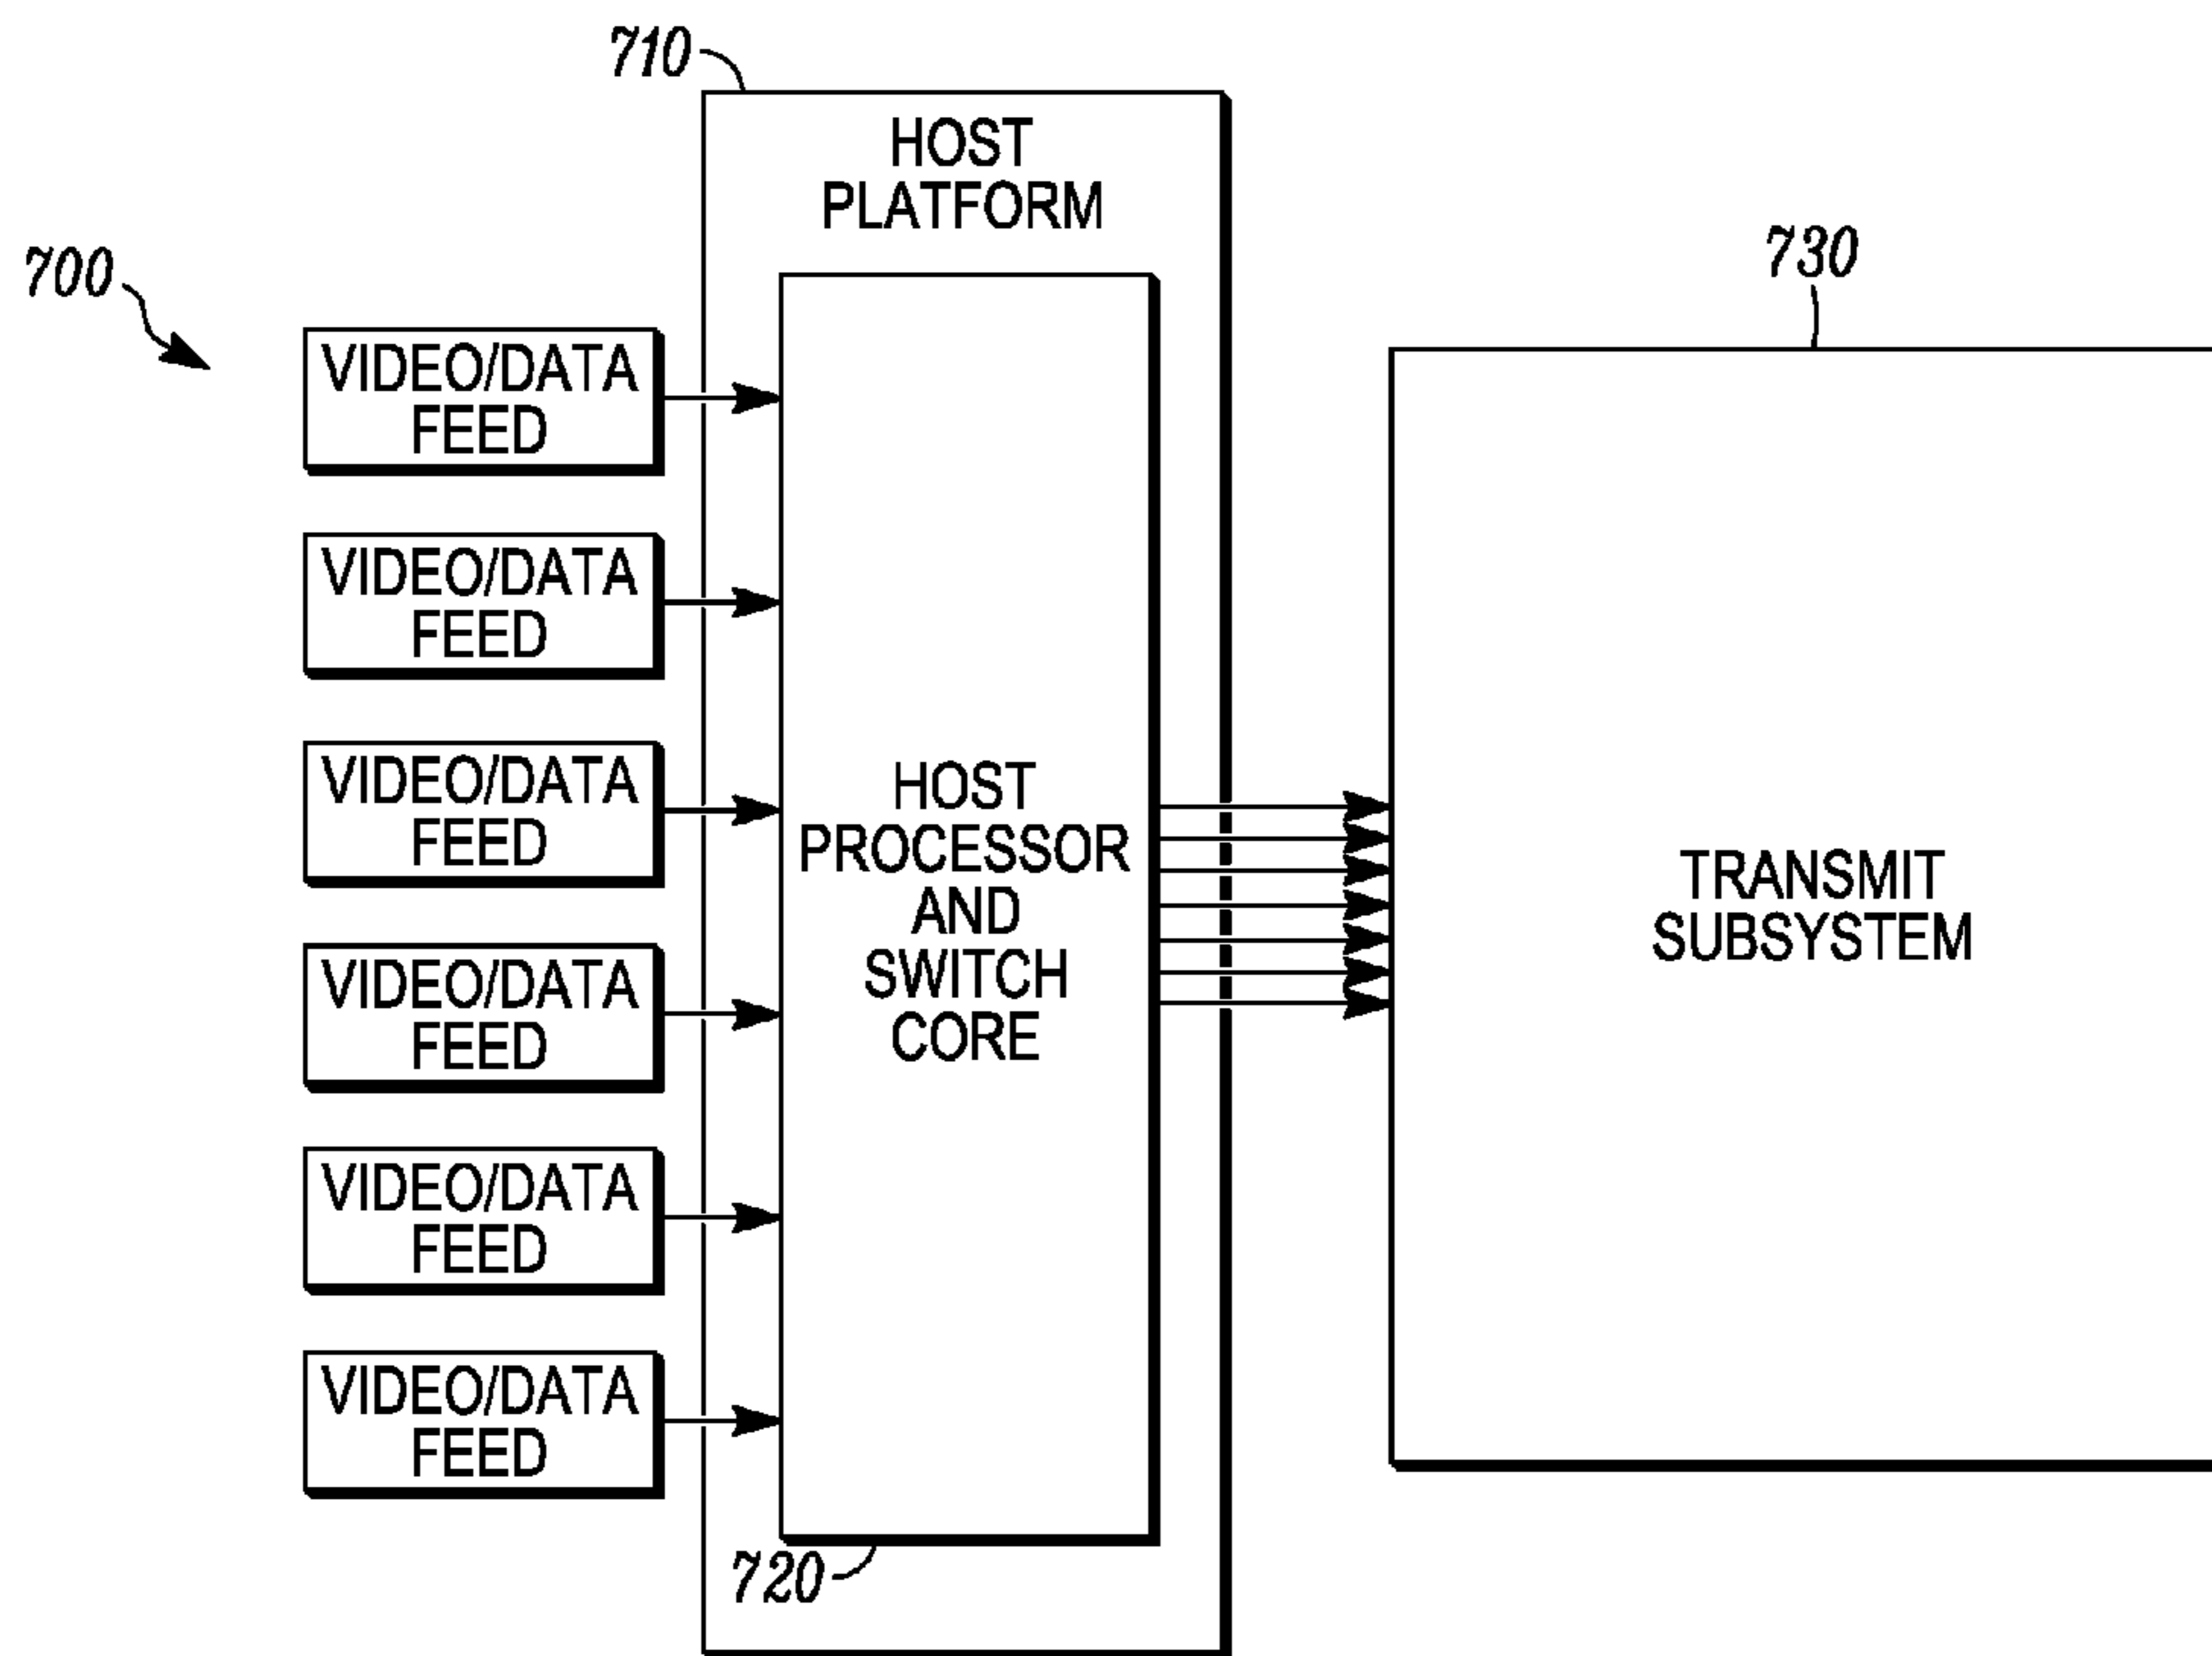 710
HOST
PLATFORM
700
730
VIDEO/DATA
FEED
VIDEO/DATA
FEED
VIDEO/DATA
FEED
VIDEO/DATA
FEED
VIDEO/DATA
FEED
VIDEO/DATA
FEED
HOST
PROCESSOR
AND
SWITCH
CORE
TRANSMIT
SUBSYSTEM
720